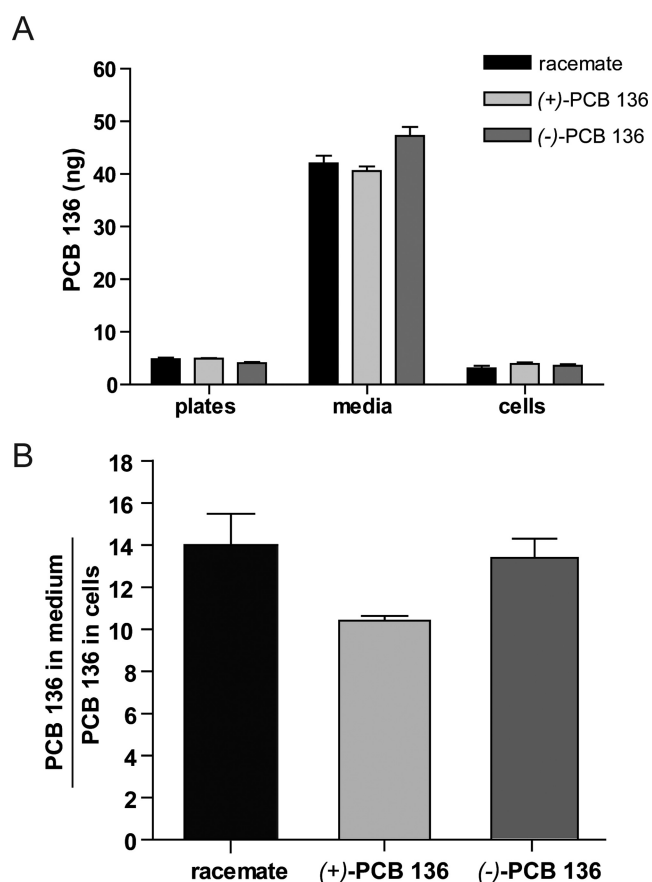 A
racemate
(+)-PCB 136
(-)-PCB 136
PCB 136 (ng)
60
50
40
30
20
10
0
plates media cells
B
PCB 136 in medium
PCB 136 in cells
18
16
14
12
10
8
6
4
2
0
racemate (+)-PCB 136 (-)-PCB 136